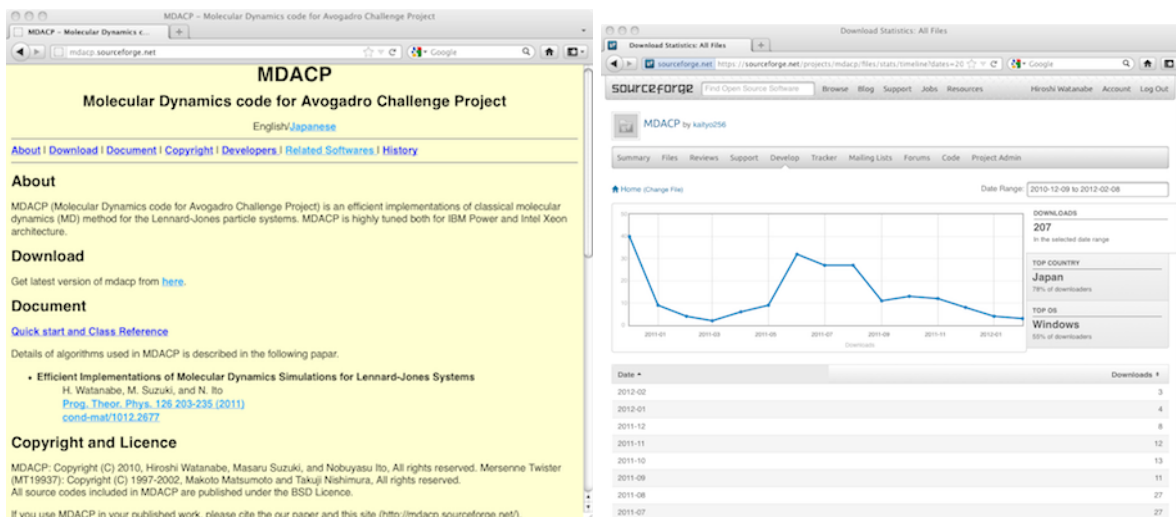 MDACP – Molecular Dynamics code for Avogadro Challenge Project
MDACP – Molecular Dynamics c...
mdacp.sourceforge.net
Google
MDACP
Molecular Dynamics code for Avogadro Challenge Project
English/Japanese
About | Download | Document | Copyright | Developers | Related Softwares | History
About
MDACP (Molecular Dynamics code for Avogadro Challenge Project) is an efficient implementations of classical molecular
dynamics (MD) method for the Lennard-Jones particle systems. MDACP is highly tuned both for IBM Power and Intel Xeon
architecture.
Download
Get latest version of mdacp from here.
Document
Quick start and Class Reference
Details of algorithms used in MDACP is described in the following papar.
• Efficient Implementations of Molecular Dynamics Simulations for Lennard-Jones Systems
H. Watanabe, M. Suzuki, and N. Ito
Prog. Theor. Phys. 126 203-235 (2011)
cond-mat/1012.2677
Copyright and Licence
MDACP: Copyright (C) 2010, Hiroshi Watanabe, Masaru Suzuki, and Nobuyasu Ito, All rights reserved. Mersenne Twister
(MT19937): Copyright (C) 1997-2002, Makoto Matsumoto and Takuji Nishimura, All rights reserved.
All source codes included in MDACP are published under the BSD Licence.
If you use MDACP in your published work, please cite the our paper and this site (http://mdacp.sourceforge.net/).
Download Statistics: All Files
Download Statistics: All Files
sourceforge.net https://sourceforge.net/projects/mdacp/files/stats/timeline?dates=20
Google
sourceforge Find Open Source Software Browse Blog Support Jobs Resources Hiroshi Watanabe Account Log Out
MDACP by kaityo256
Summary Files Reviews Support Develop Tracker Mailing Lists Forums Code Project Admin
Home (Change File) Date Range: 2010-12-09 to 2012-02-08
50
40
30
20
10
0
2011-01 2011-03 2011-05 2011-07 2011-09 2011-11 2012-01
Downloads
DOWNLOADS
207
In the selected date range
TOP COUNTRY
Japan
78% of downloaders
TOP OS
Windows
55% of downloaders
Date Downloads
2012-02 3
2012-01 4
2011-12 8
2011-11 12
2011-10 13
2011-09 11
2011-08 27
2011-07 27